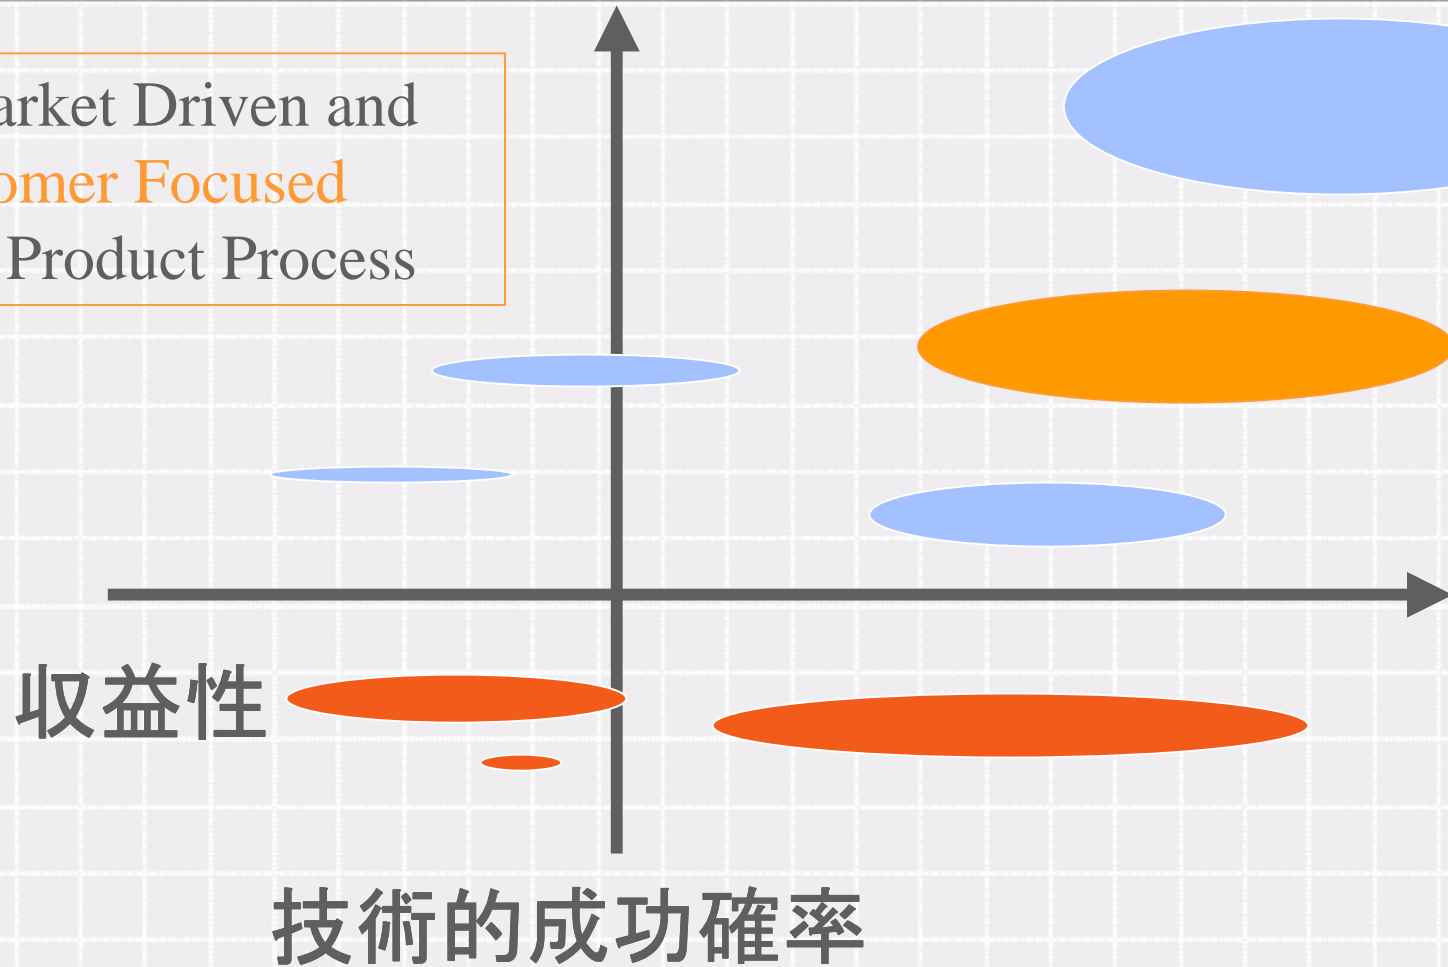 arket Driven and
omer Focused
Product Process
収益性
技術的成功確率